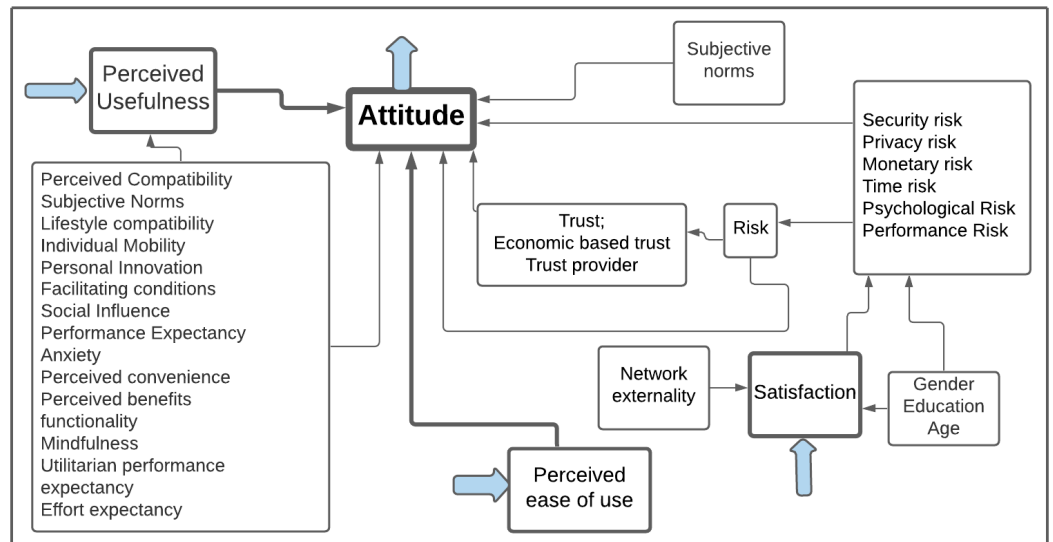 Perceived
Usefulness
Attitude
Subjective
norms
Security risk
Privacy risk
Monetary risk
Time risk
Psychological Risk
Performance Risk
Perceived Compatibility
Subjective Norms
Lifestyle compatibility
Individual Mobility
Personal Innovation
Facilitating conditions
Social Influence
Performance Expectancy
Anxiety
Perceived convenience
Perceived benefits
functionality
Mindfulness
Utilitarian performance
expectancy
Effort expectancy
Trust;
Economic based trust
Trust provider
Risk
Network
externality
Satisfaction
Gender
Education
Age
Perceived
ease of use